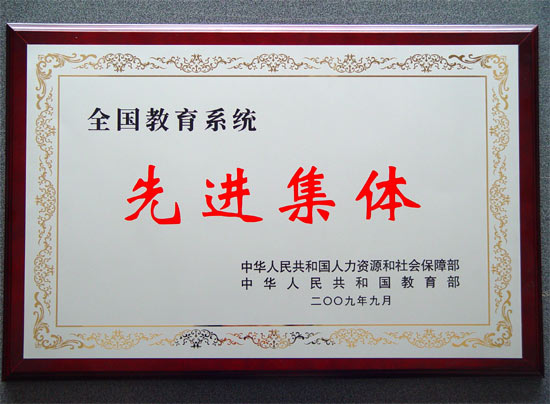 全国教育系统
先进集体
中华人民共和国人力资源和社会保障部
中华人民共和国教育部
二〇〇九年九月